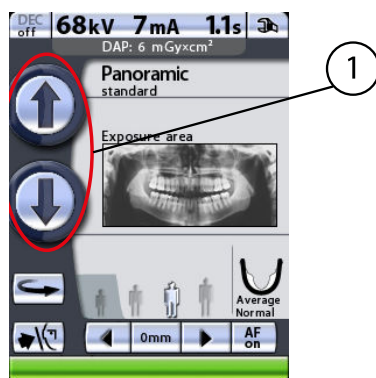 DEC off 68kV 7mA 1.1s
DAP: 6 mGy×cm²
1
Panoramic
standard
Exposure area
Average
Normal
0mm AF on